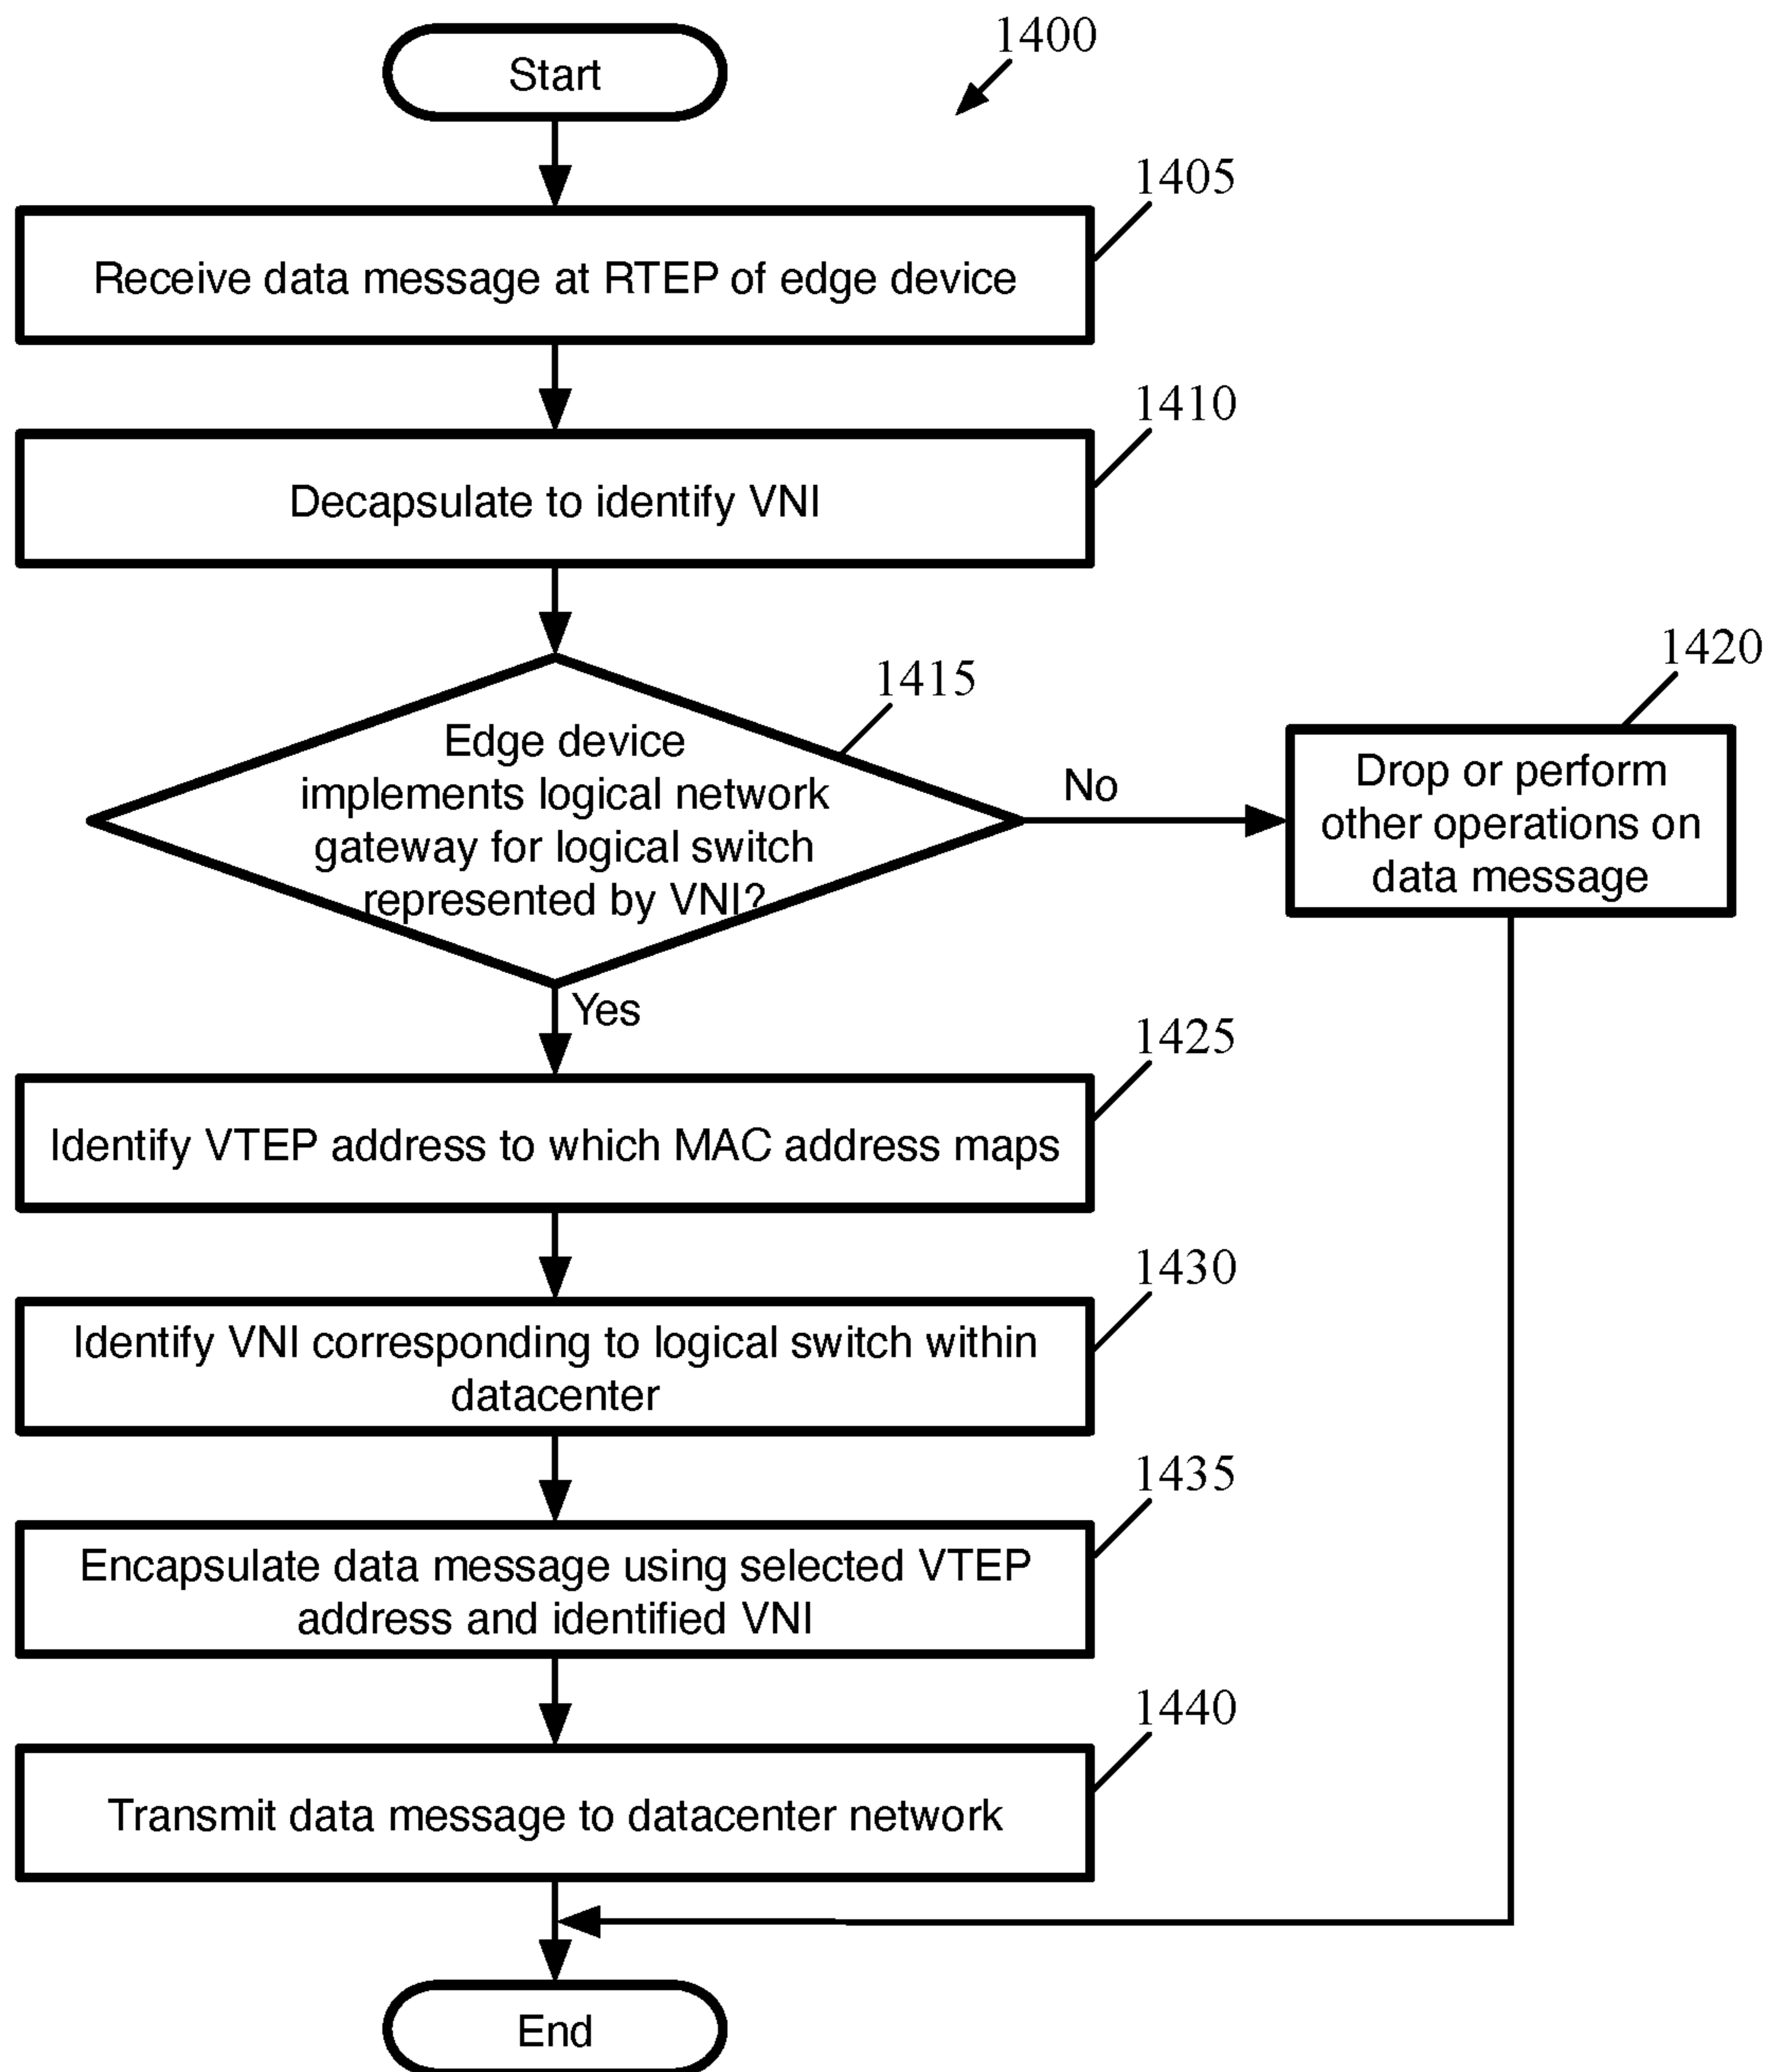 Start
1400
1405
Receive data message at RTEP of edge device
1410
Decapsulate to identify VNI
1415
Edge device
implements logical network
gateway for logical switch
represented by VNI?
No
1420
Drop or perform
other operations on
data message
Yes
1425
Identify VTEP address to which MAC address maps
1430
Identify VNI corresponding to logical switch within
datacenter
1435
Encapsulate data message using selected VTEP
address and identified VNI
1440
Transmit data message to datacenter network
End